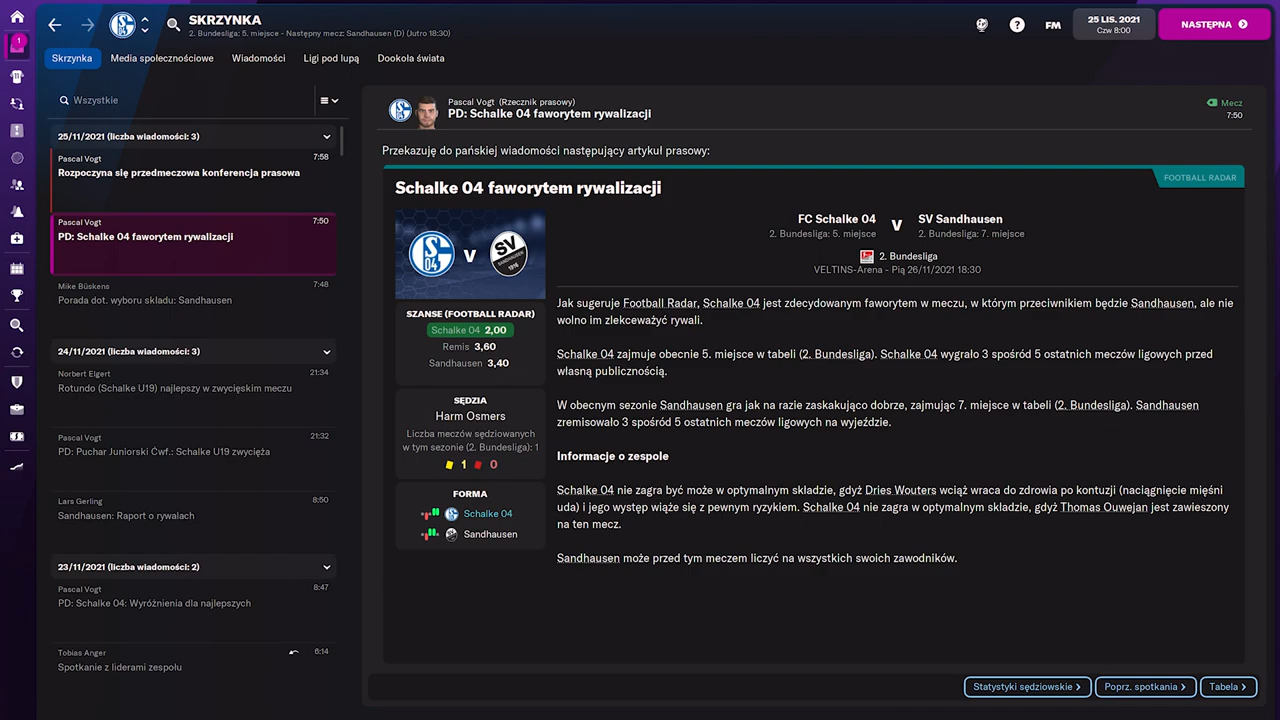 SKRZYNKA
2. Bundesliga: 5. miejsce - Następny mecz: Sandhausen (D) (Jutro 18:30)
FM
25 LIS. 2021
Czw 8:00
NASTĘPNA
1
Skrzynka
Media społecznościowe
Wiadomości
Ligi pod lupą
Dookoła świata
Wszystkie
25/11/2021 (liczba wiadomości: 3)
Pascal Vogt 7:58
Rozpoczyna się przedmeczowa konferencja prasowa
Pascal Vogt 7:50
PD: Schalke 04 faworytem rywalizacji
Mike Büskens 7:48
Porada dot. wyboru składu: Sandhausen
24/11/2021 (liczba wiadomości: 3)
Norbert Elgert 21:34
Rotundo (Schalke U19) najlepszy w zwycięskim meczu
Pascal Vogt 21:32
PD: Puchar Juniorski Ćwf.: Schalke U19 zwycięża
Lars Gerling 8:50
Sandhausen: Raport o rywalach
23/11/2021 (liczba wiadomości: 2)
Pascal Vogt 8:47
PD: Schalke 04: Wyróżnienia dla najlepszych
Tobias Anger 6:14
Spotkanie z liderami zespołu
Pascal Vogt (Rzecznik prasowy)
PD: Schalke 04 faworytem rywalizacji
Mecz
7:50
Przekazuję do pańskiej wiadomości następujący artykuł prasowy:
FOOTBALL RADAR
Schalke 04 faworytem rywalizacji
V
SV
SANDHAUSEN
1916
FC Schalke 04 v SV Sandhausen
2. Bundesliga: 5. miejsce 2. Bundesliga: 7. miejsce
2. Bundesliga
VELTINS-Arena - Pią 26/11/2021 18:30
SZANSE (FOOTBALL RADAR)
Schalke 04 2,00
Remis 3,60
Sandhausen 3,40
SĘDZIA
Harm Osmers
Liczba meczów sędziowanych
w tym sezonie (2. Bundesliga): 1
1 0
FORMA
Schalke 04
Sandhausen
Jak sugeruje Football Radar, Schalke 04 jest zdecydowanym faworytem w meczu, w którym przeciwnikiem będzie Sandhausen, ale nie
wolno im zlekceważyć rywali.
Schalke 04 zajmuje obecnie 5. miejsce w tabeli (2. Bundesliga). Schalke 04 wygrało 3 spośród 5 ostatnich meczów ligowych przed
własną publicznością.
W obecnym sezonie Sandhausen gra jak na razie zaskakująco dobrze, zajmując 7. miejsce w tabeli (2. Bundesliga). Sandhausen
zremisowało 3 spośród 5 ostatnich meczów ligowych na wyjeździe.
Informacje o zespole
Schalke 04 nie zagra być może w optymalnym składzie, gdyż Dries Wouters wciąż wraca do zdrowia po kontuzji (naciągnięcie mięśni
uda) i jego występ wiąże się z pewnym ryzykiem. Schalke 04 nie zagra w optymalnym składzie, gdyż Thomas Ouwejan jest zawieszony
na ten mecz.
Sandhausen może przed tym meczem liczyć na wszystkich swoich zawodników.
Statystyki sędziowskie
Poprz. spotkania
Tabela